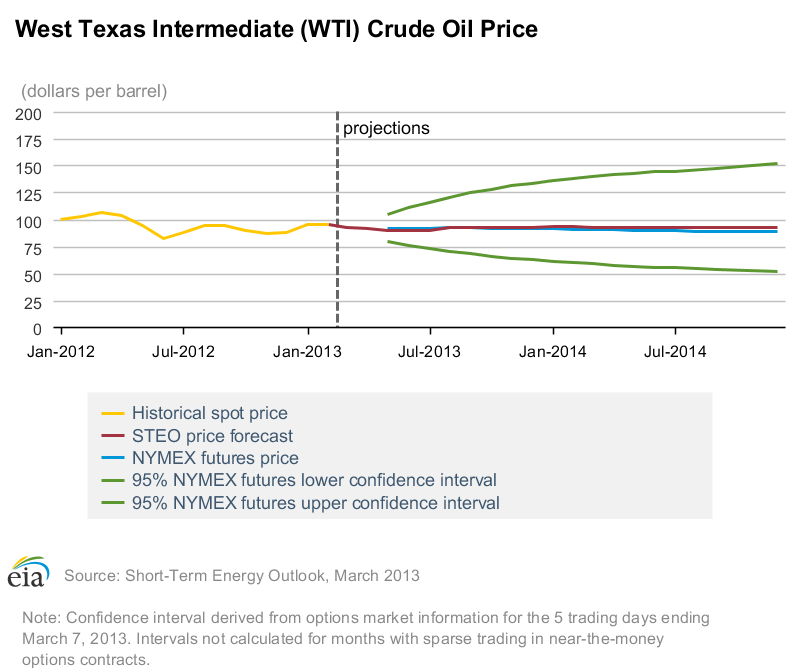 West Texas Intermediate (WTI) Crude Oil Price
(dollars per barrel)
200
175
150
125
100
75
50
25
0
projections
Jan-2012
Jul-2012
Jan-2013
Jul-2013
Jan-2014
Jul-2014
Historical spot price
STEO price forecast
NYMEX futures price
95% NYMEX futures lower confidence interval
95% NYMEX futures upper confidence interval
eia
Source: Short-Term Energy Outlook, March 2013
Note: Confidence interval derived from options market information for the 5 trading days ending
March 7, 2013. Intervals not calculated for months with sparse trading in near-the-money
options contracts.